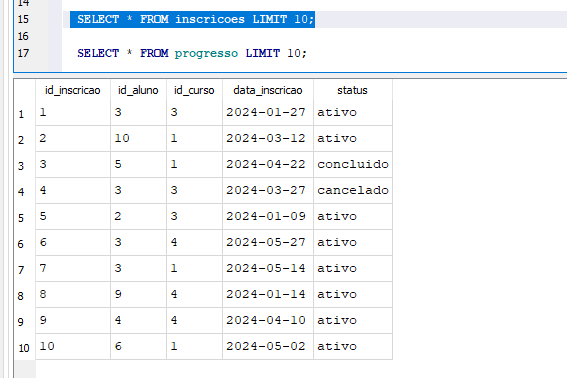 14
15 SELECT * FROM inscricoes LIMIT 10;
16
17 SELECT * FROM progresso LIMIT 10;
id_inscricao id_aluno id_curso data_inscricao status
1 1 3 3 2024-01-27 ativo
2 2 10 1 2024-03-12 ativo
3 3 5 1 2024-04-22 concluido
4 4 3 3 2024-03-27 cancelado
5 5 2 3 2024-01-09 ativo
6 6 3 4 2024-05-27 ativo
7 7 3 1 2024-05-14 ativo
8 8 9 4 2024-01-14 ativo
9 9 4 4 2024-04-10 ativo
10 10 6 1 2024-05-02 ativo